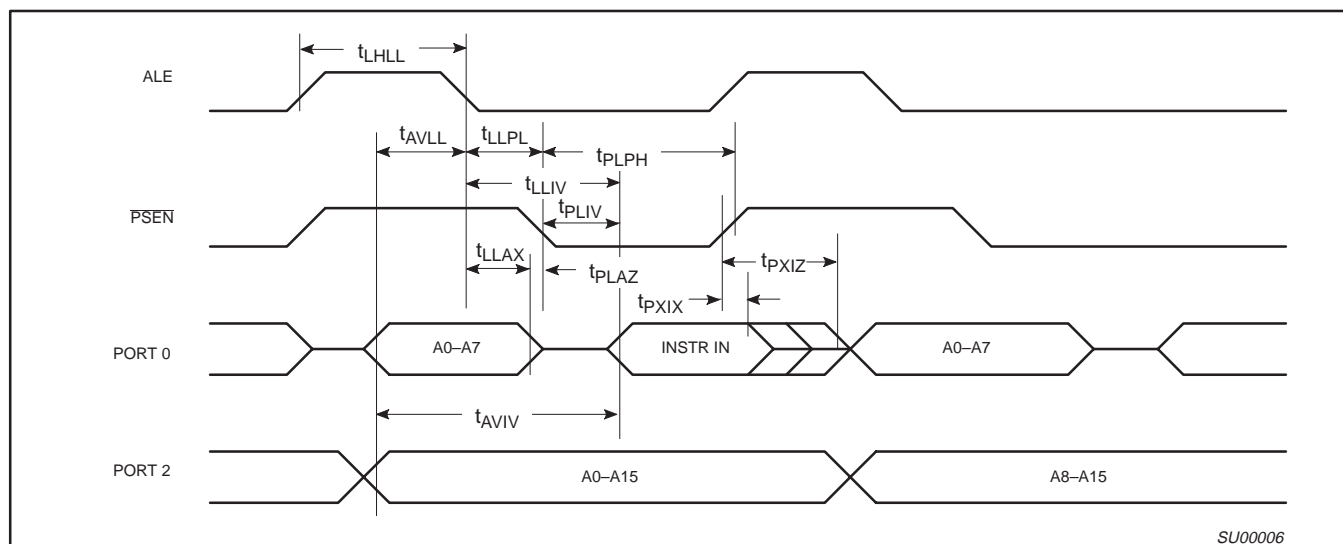 tLHLL
ALE
tAVLL tLLPL
tPLPH
tLLIV
PSEN
tPLIV
tLLAX
tPLAZ
tPXIZ
tPXIX
PORT 0
A0–A7 INSTR IN A0–A7
tAVIV
PORT 2
A0–A15 A8–A15
SU00006